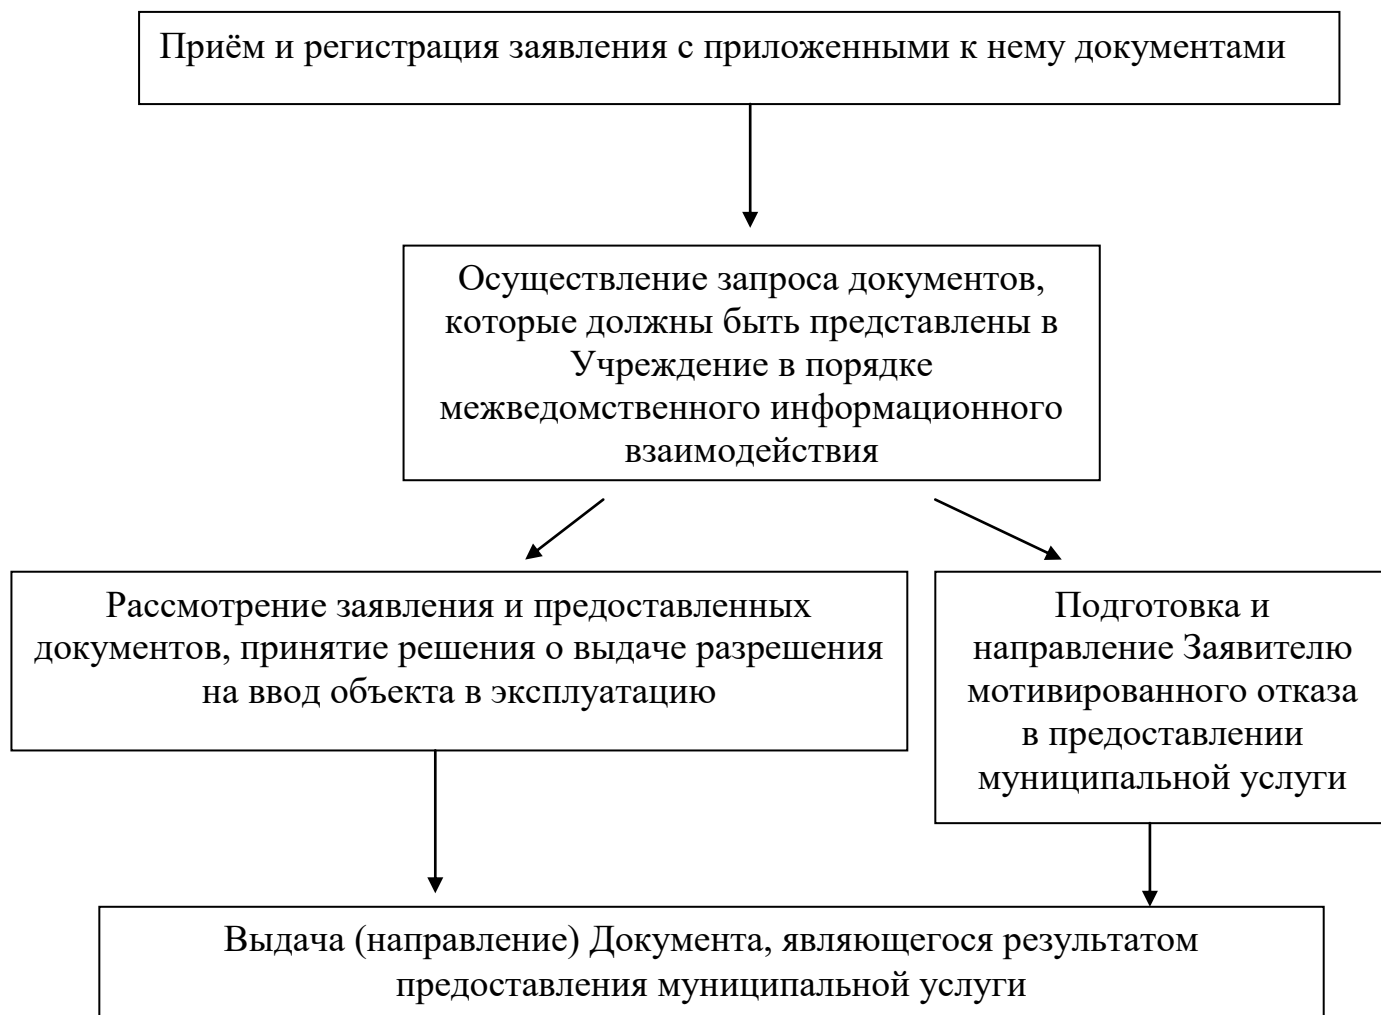 Приём и регистрация заявления с приложенными к нему документами
Осуществление запроса документов,
которые должны быть представлены в
Учреждение в порядке
межведомственного информационного
взаимодействия
Рассмотрение заявления и предоставленных
документов, принятие решения о выдаче разрешения
на ввод объекта в эксплуатацию
Подготовка и
направление Заявителю
мотивированного отказа
в предоставлении
муниципальной услуги
Выдача (направление) Документа, являющегося результатом
предоставления муниципальной услуги